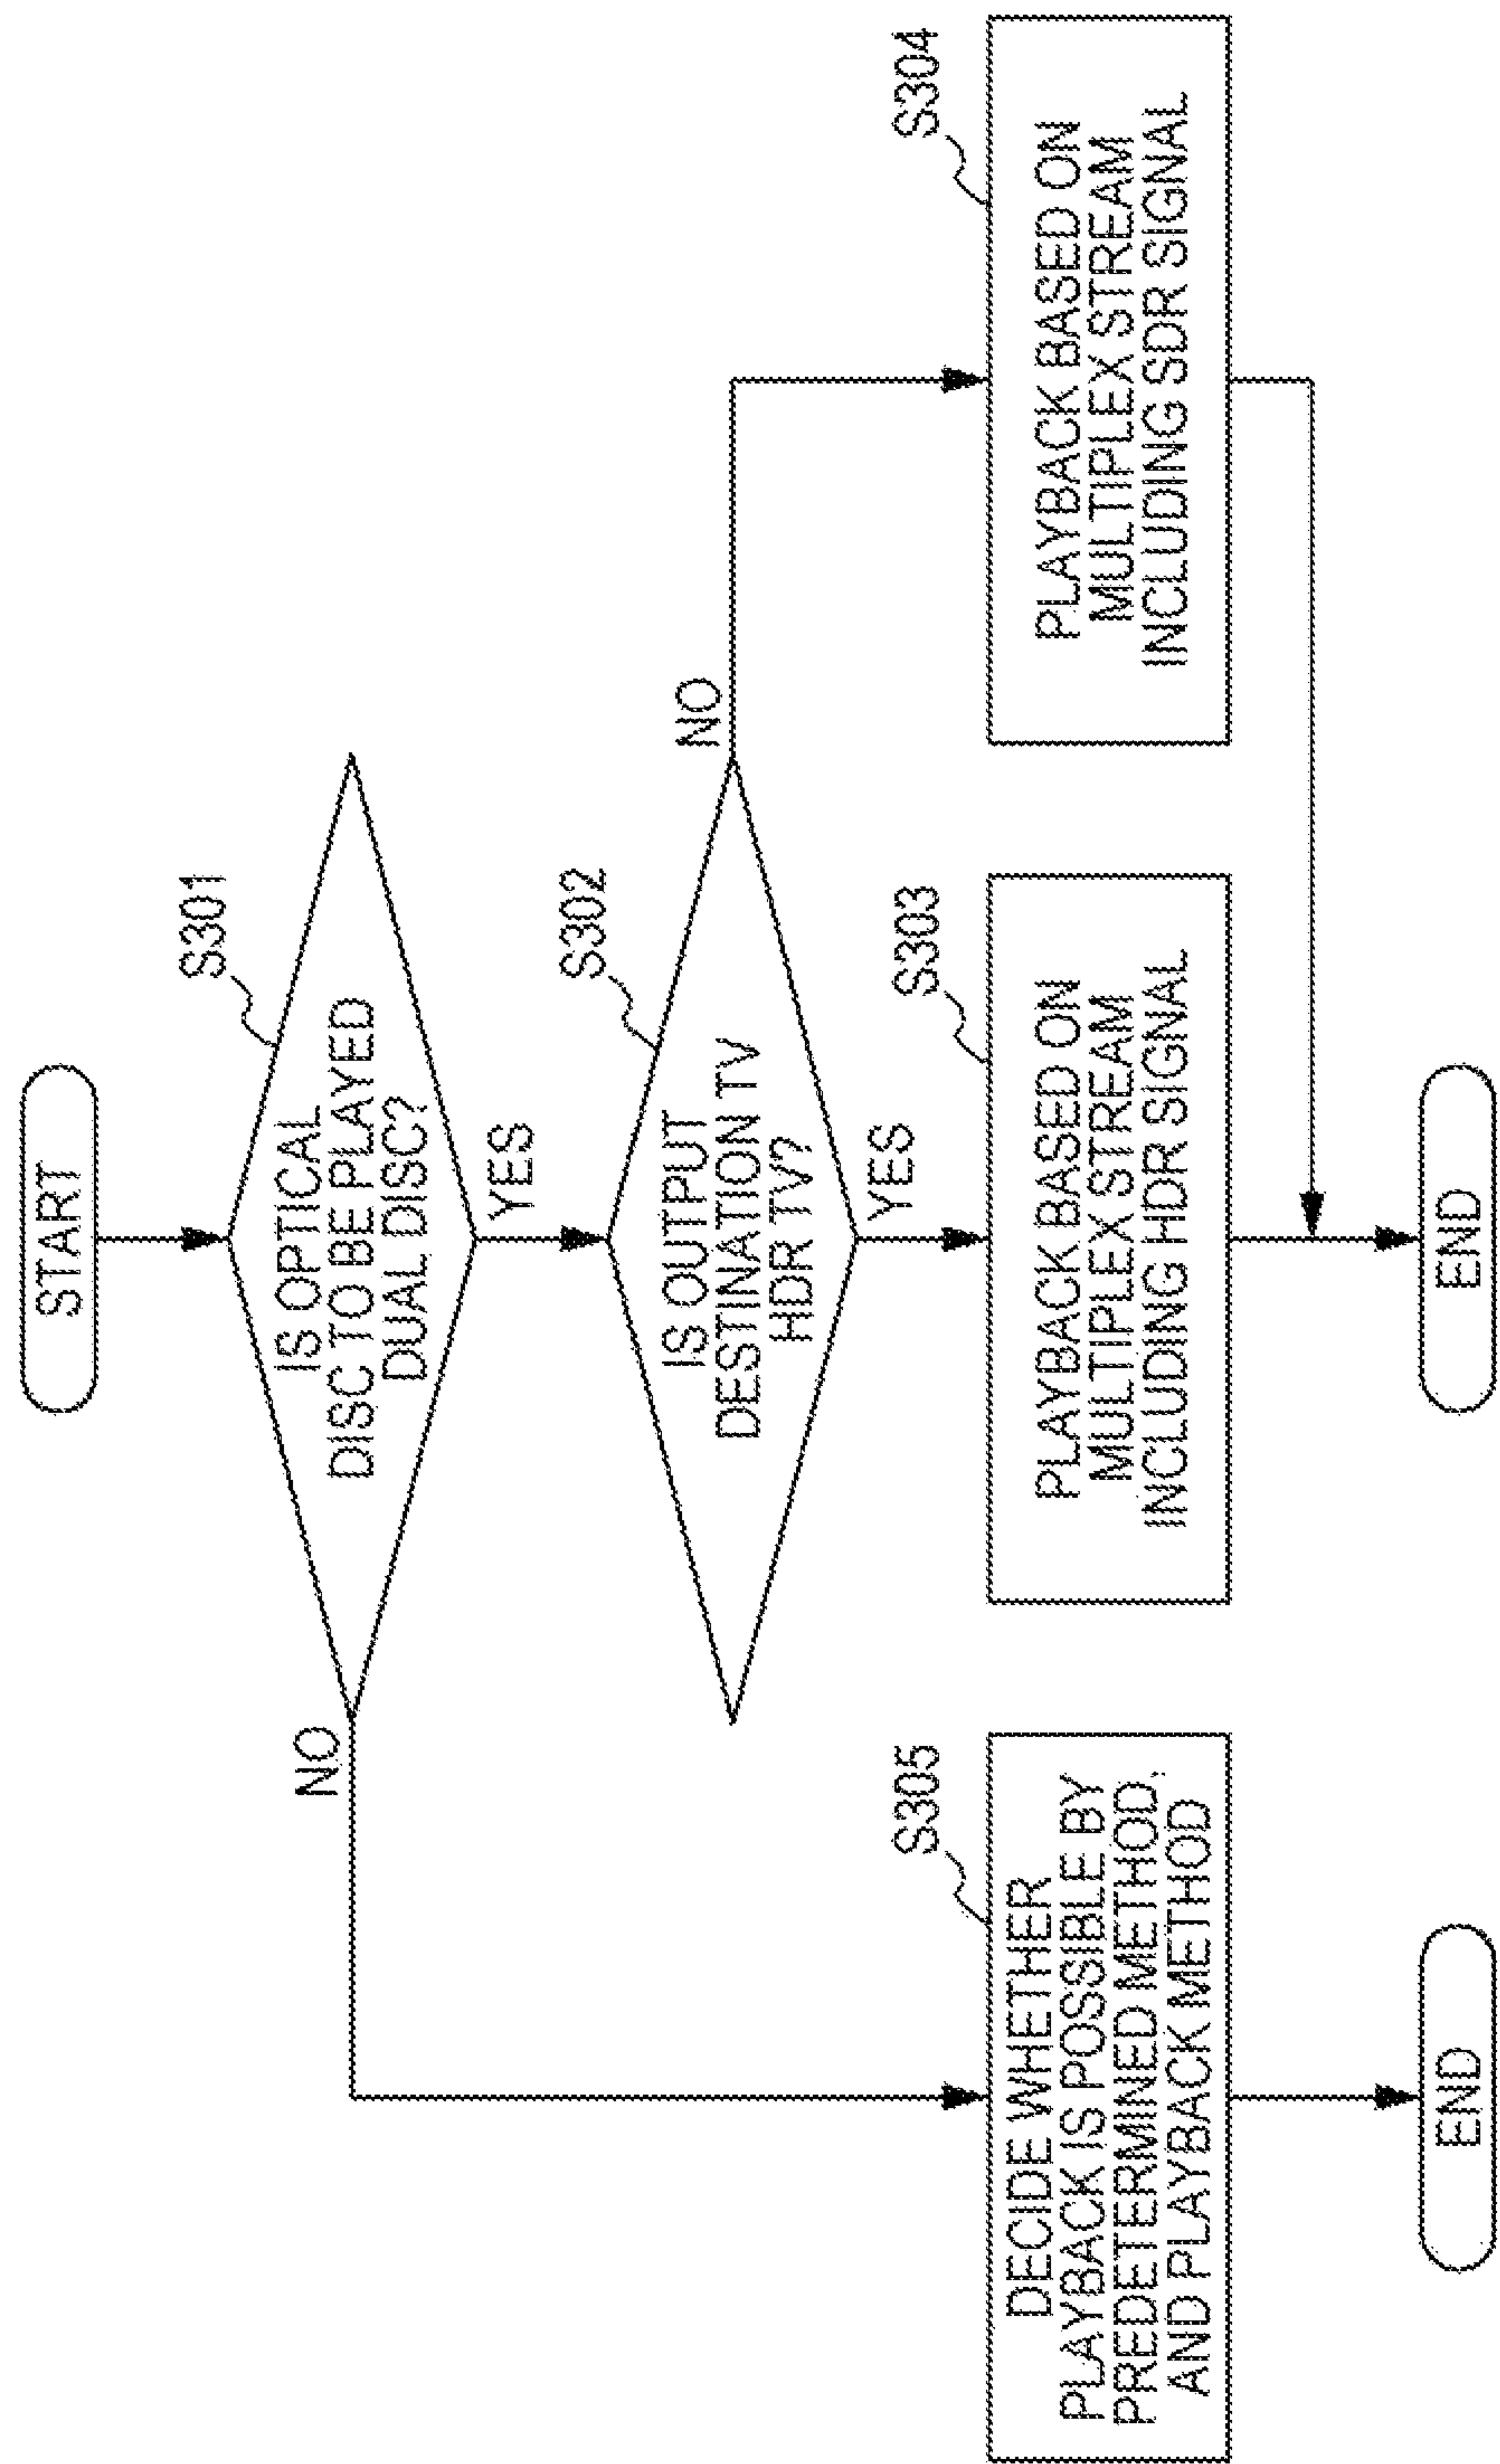 START
S301
IS OPTICAL
DISC TO BE PLAYED
DUAL DISC?
NO
YES
S302
IS OUTPUT
DESTINATION TV
HDR TV?
NO
YES
S305
DECIDE WHETHER
PLAYBACK IS POSSIBLE BY
PREDETERMINED METHOD,
AND PLAYBACK METHOD
S303
PLAYBACK BASED ON
MULTIPLEX STREAM
INCLUDING HDR SIGNAL
S304
PLAYBACK BASED ON
MULTIPLEX STREAM
INCLUDING SDR SIGNAL
END
END